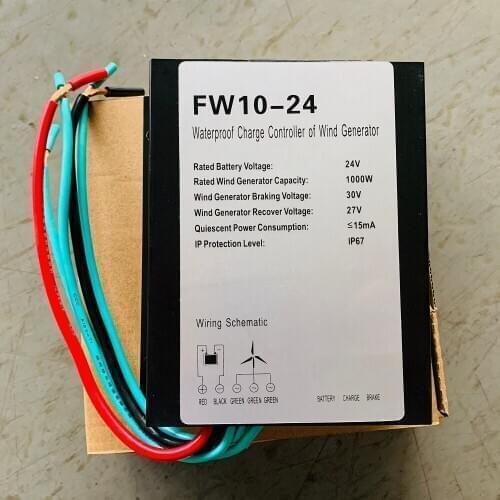 FW10-24
Waterproof Charge Controller of Wind Generator
Rated Battery Voltage: 24V
Rated Wind Generator Capacity: 1000W
Wind Generator Braking Voltage: 30V
Wind Generator Recover Voltage: 27V
Quiescent Power Consumption: ≤15mA
IP Protection Level: IP67
Wiring Schematic
+ -
+ - ~ ~ ~
RED BLACK GREEN GREEN GREEN BATTERY CHARGE BRAKE